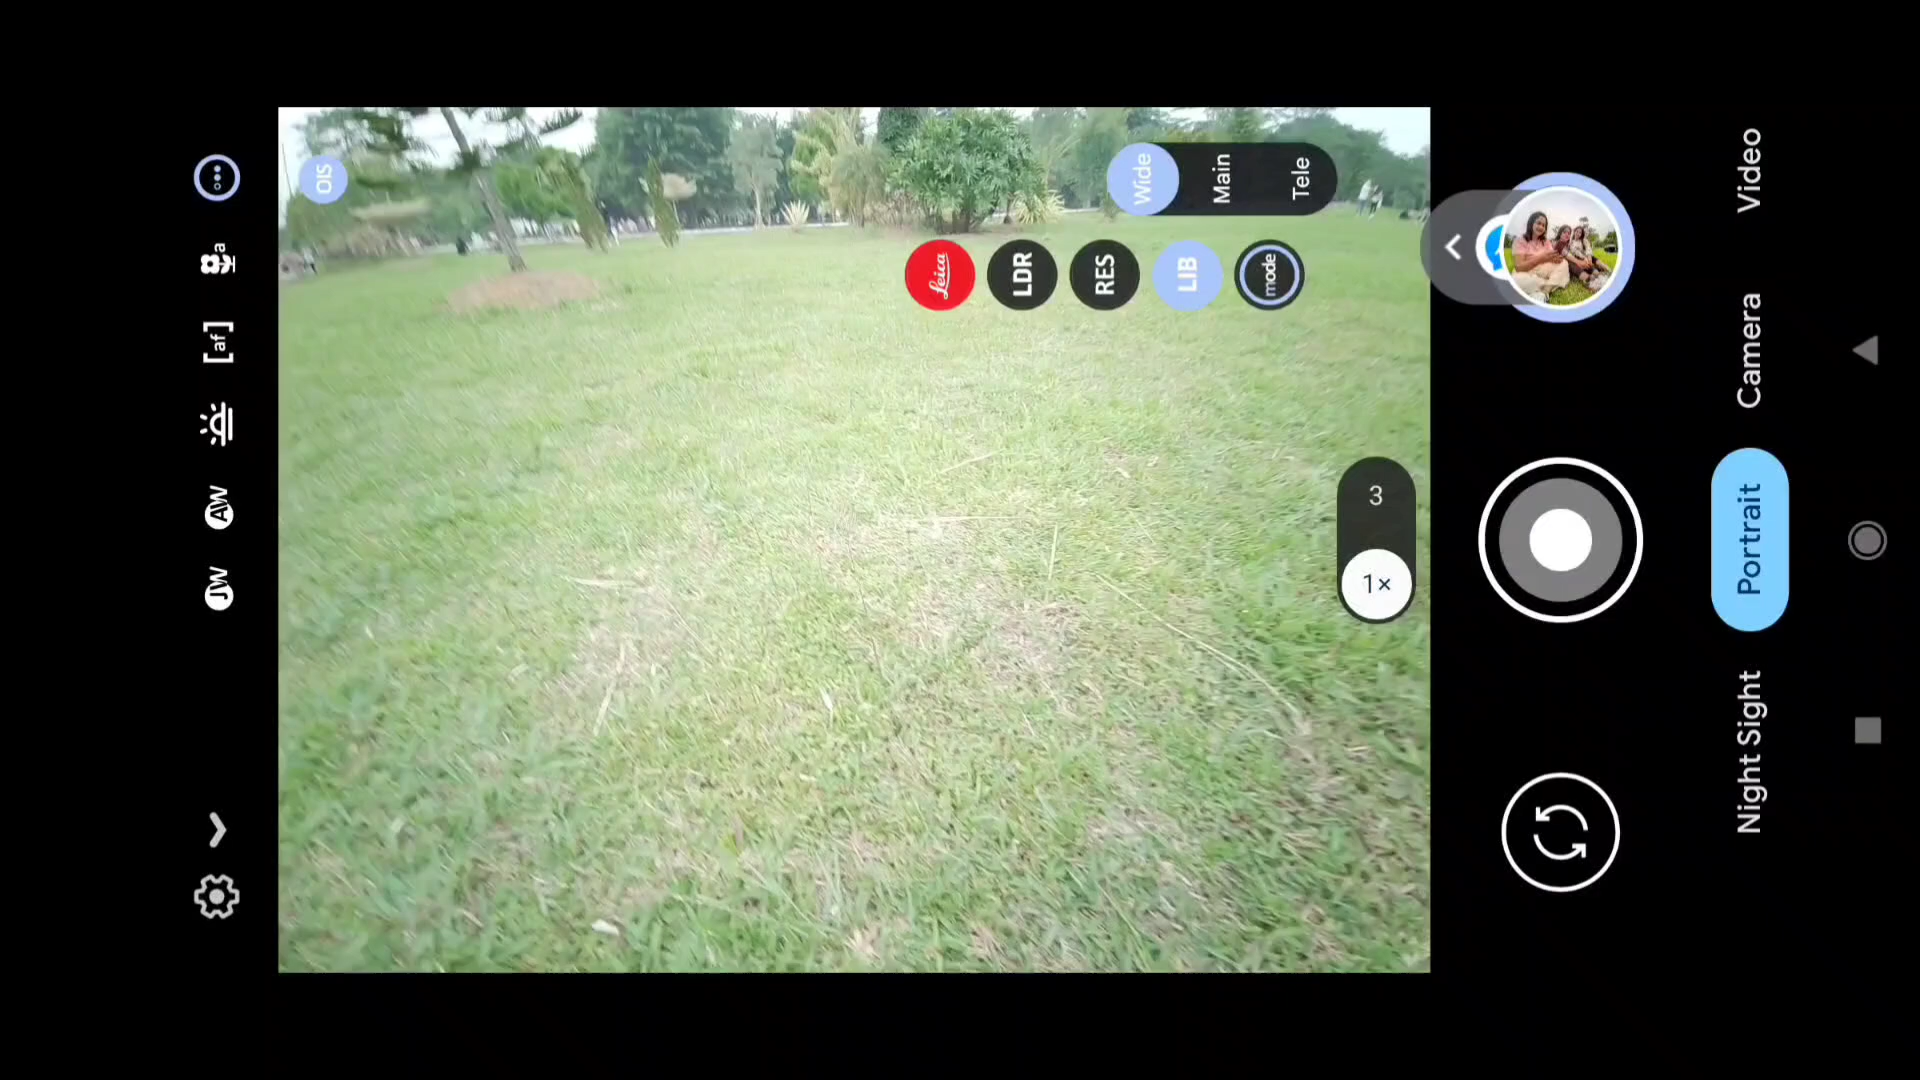 OIS
Wide
Main
Tele
Leica
LDR
RES
LIB
mode
a
[af]
AW
JW
3
1×
Video
Camera
Portrait
Night Sight